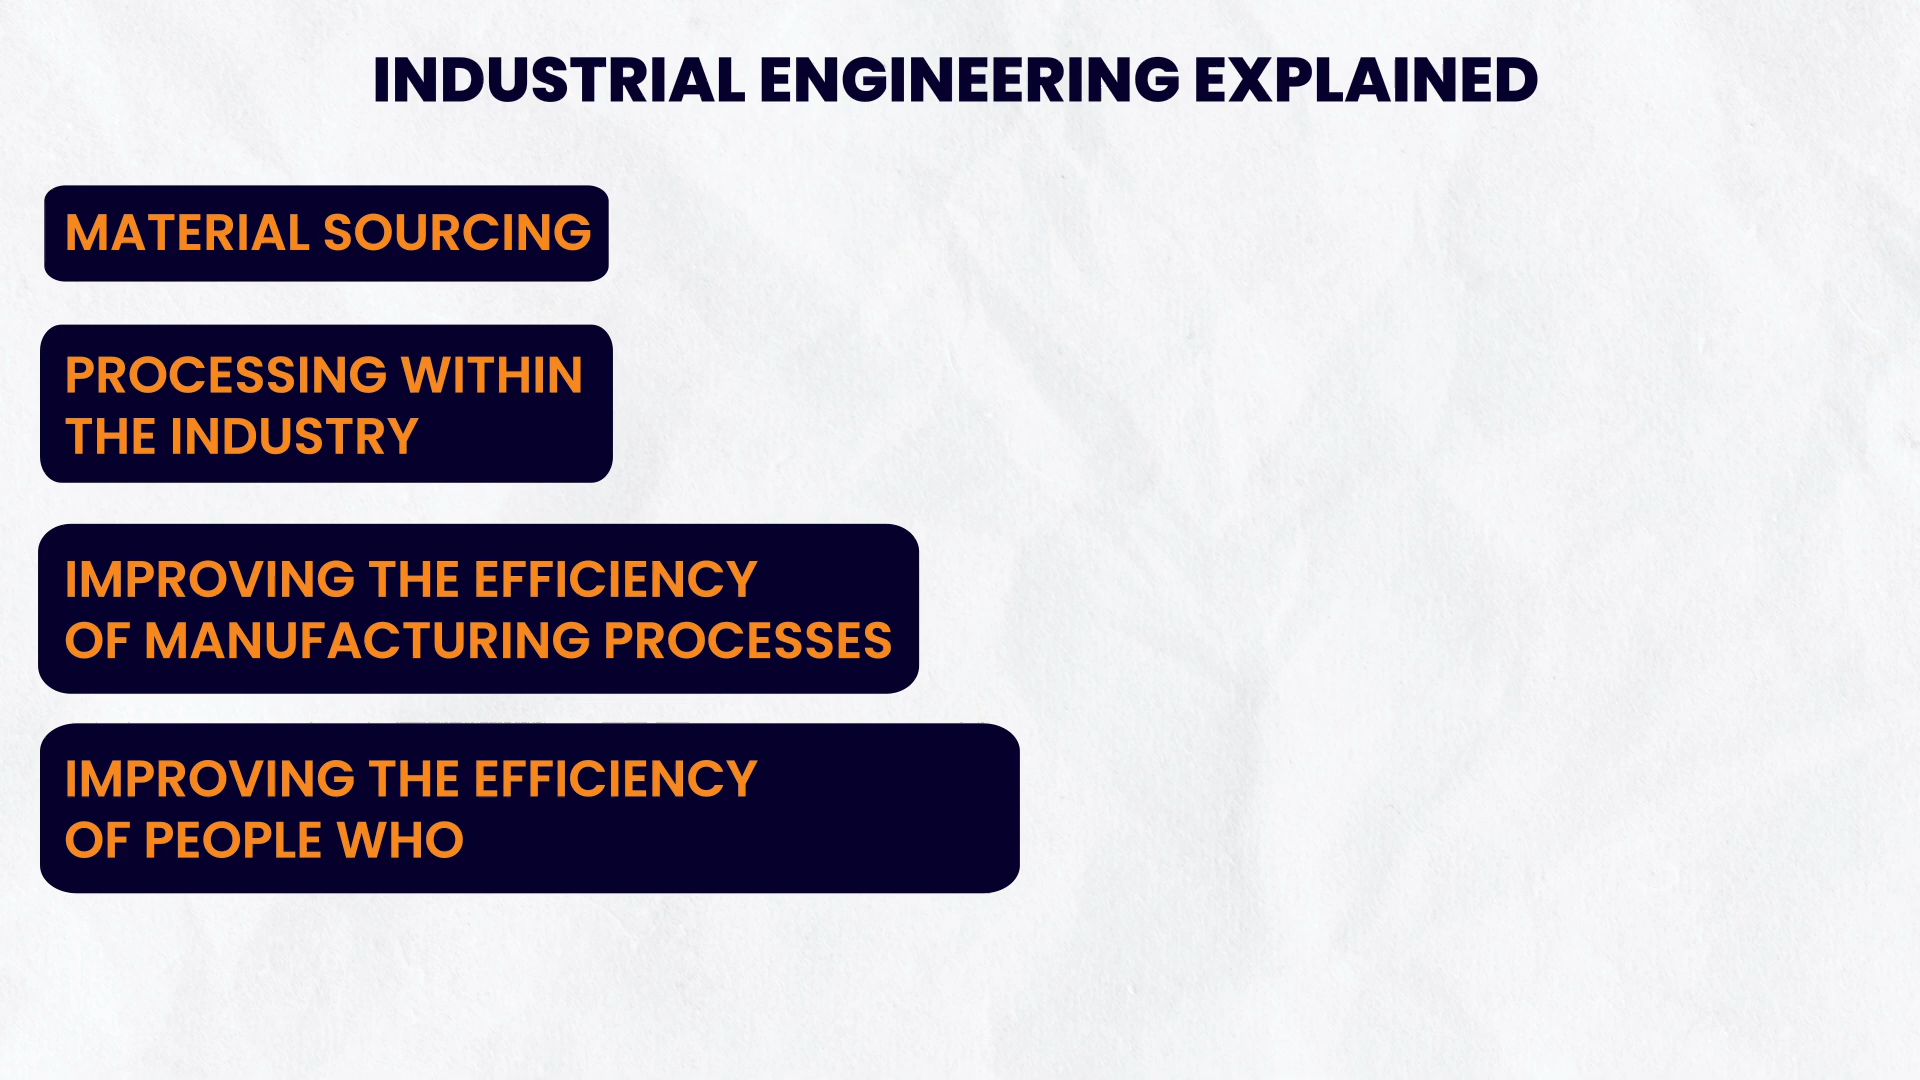 INDUSTRIAL ENGINEERING EXPLAINED
MATERIAL SOURCING
PROCESSING WITHIN
THE INDUSTRY
IMPROVING THE EFFICIENCY
OF MANUFACTURING PROCESSES
IMPROVING THE EFFICIENCY
OF PEOPLE WHO